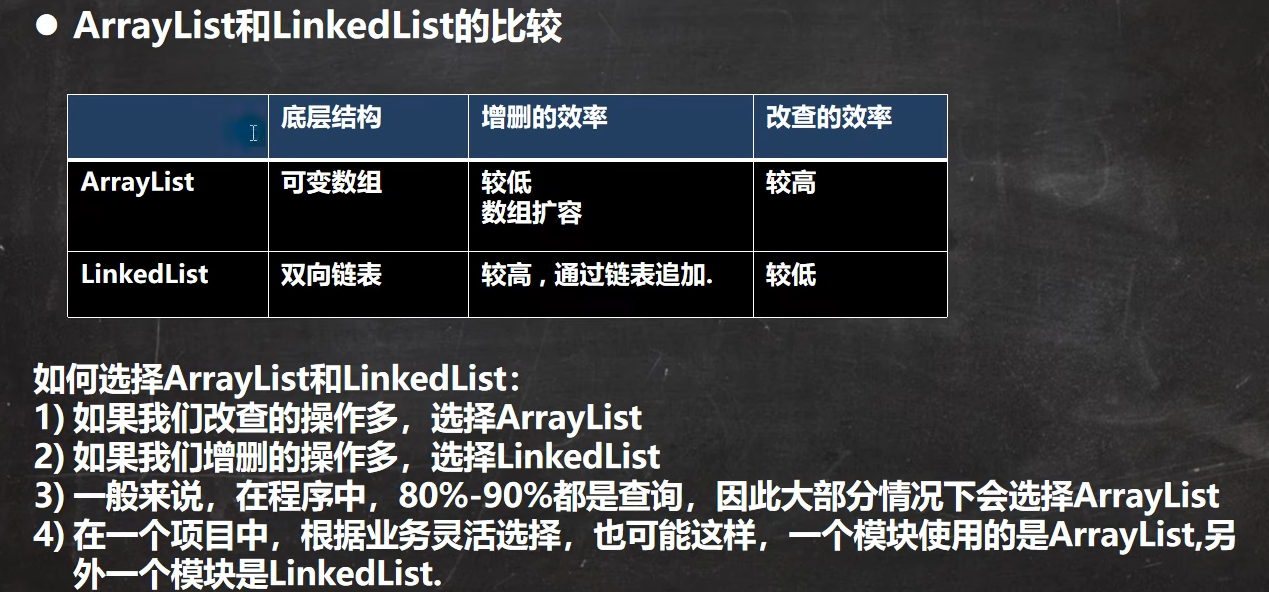 ● ArrayList和LinkedList的比较
底层结构 增删的效率 改查的效率
ArrayList 可变数组 较低 较高
数组扩容
LinkedList 双向链表 较高，通过链表追加. 较低
如何选择ArrayList和LinkedList：
1) 如果我们改查的操作多，选择ArrayList
2) 如果我们增删的操作多，选择LinkedList
3) 一般来说，在程序中，80%-90%都是查询，因此大部分情况下会选择ArrayList
4) 在一个项目中，根据业务灵活选择，也可能这样，一个模块使用的是ArrayList,另
外一个模块是LinkedList.